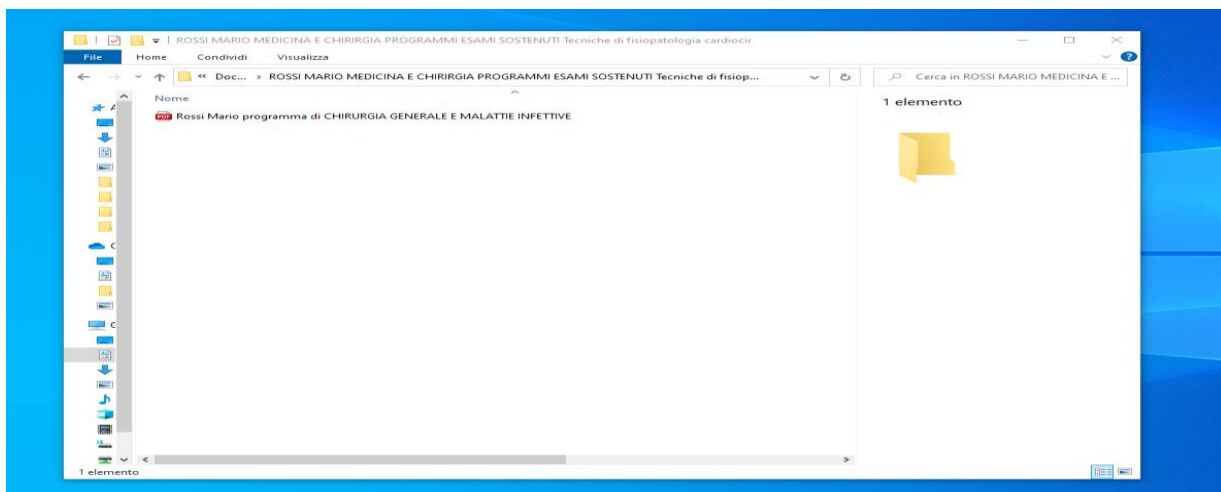 ROSSI MARIO MEDICINA E CHIRIRGIA PROGRAMMI ESAMI SOSTENUTI Tecniche di fisiopatologia cardiocir
File Home Condividi Visualizza
« Doc... > ROSSI MARIO MEDICINA E CHIRIRGIA PROGRAMMI ESAMI SOSTENUTI Tecniche di fisiop... Cerca in ROSSI MARIO MEDICINA E ...
Nome
1 elemento
PDF Rossi Mario programma di CHIRURGIA GENERALE E MALATTIE INFETTIVE
1 elemento